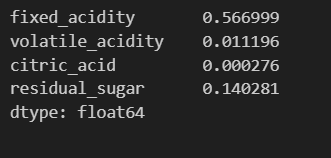 fixed_acidity 0.566999
volatile_acidity 0.011196
citric_acid 0.000276
residual_sugar 0.140281
dtype: float64